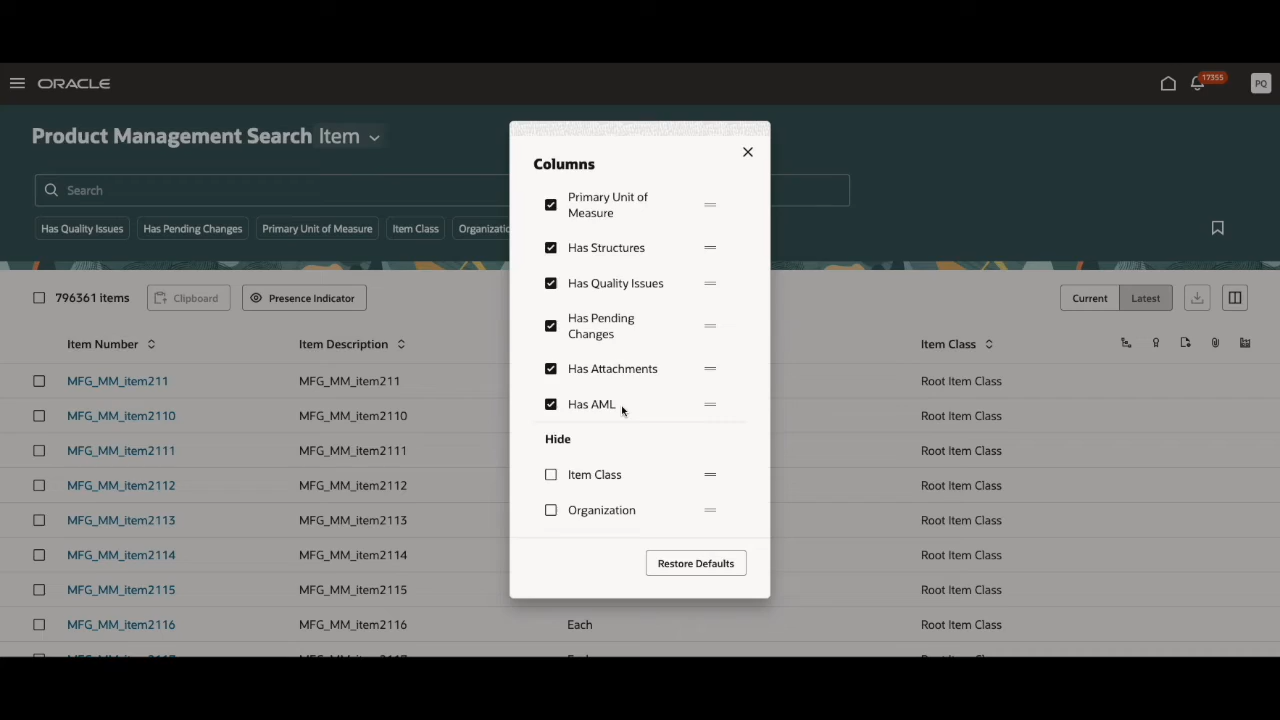 ORACLE
17355
PQ
Product Management Search Item
Search
Has Quality Issues
Has Pending Changes
Primary Unit of Measure
Item Class
796361 items
Clipboard
Presence Indicator
Current
Latest
Item Number
Item Description
Item Class
MFG_MM_item211 MFG_MM_item211 Root Item Class
MFG_MM_item2110 MFG_MM_item2110 Root Item Class
MFG_MM_item2111 MFG_MM_item2111 Root Item Class
MFG_MM_item2112 MFG_MM_item2112 Root Item Class
MFG_MM_item2113 MFG_MM_item2113 Root Item Class
MFG_MM_item2114 MFG_MM_item2114 Root Item Class
MFG_MM_item2115 MFG_MM_item2115 Root Item Class
MFG_MM_item2116 MFG_MM_item2116 Each Root Item Class
Columns
Primary Unit of
Measure
Has Structures
Has Quality Issues
Has Pending
Changes
Has Attachments
Has AML
Hide
Item Class
Organization
Restore Defaults